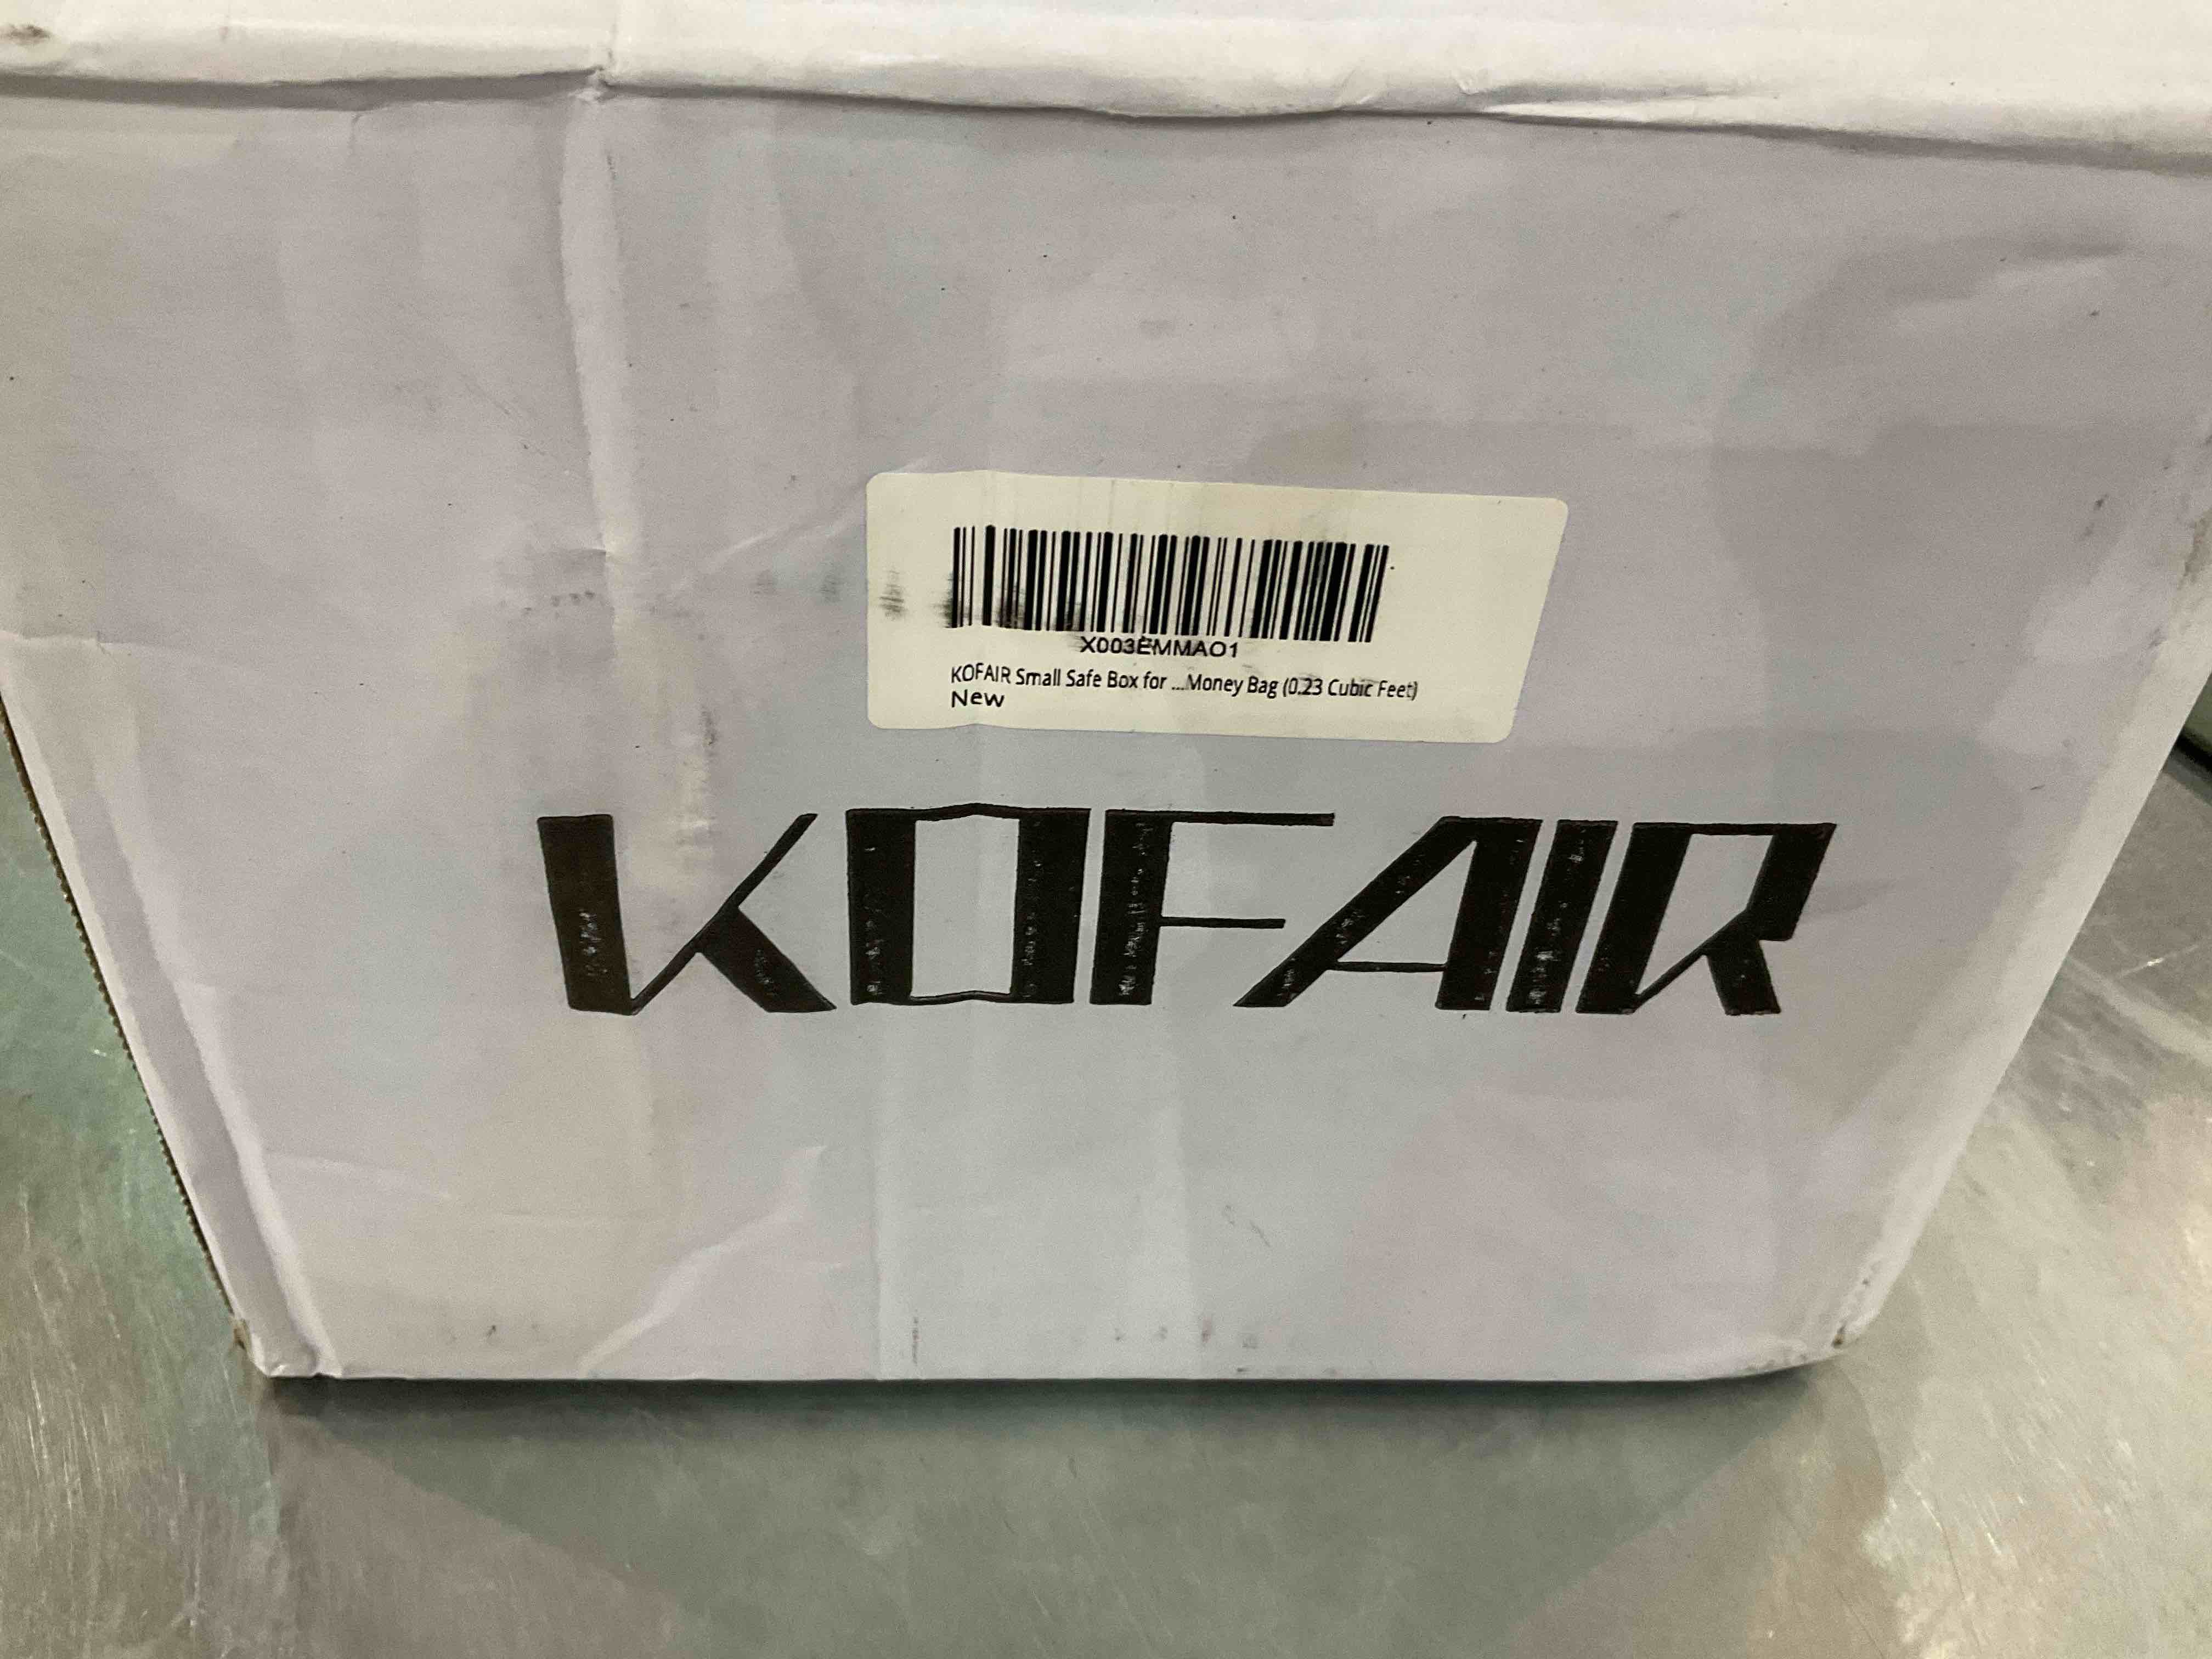 X003EMMAO1
KOFAIR Small Safe Box for ...Money Bag (0.23 Cubic Feet)
New
KOFAIR